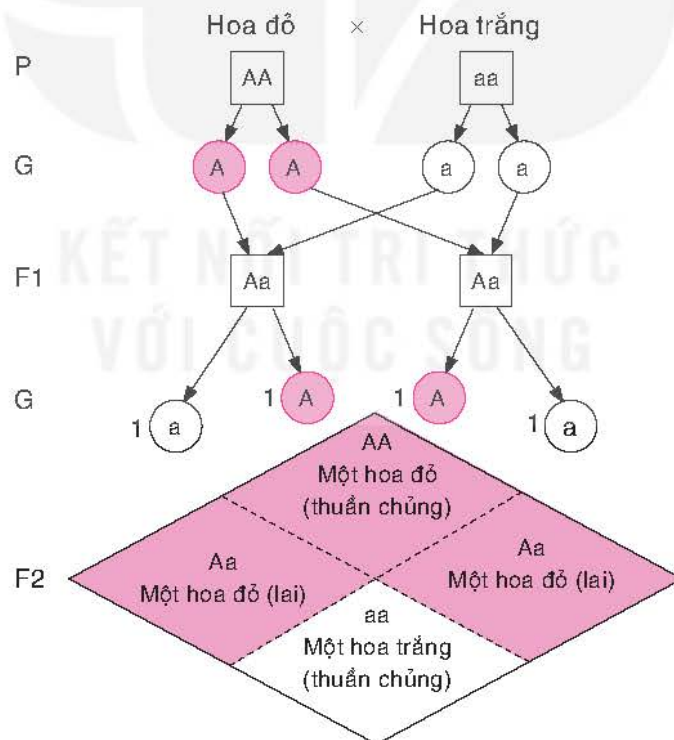 Hoa đỏ × Hoa trắng
P AA aa
G A A a a
KẾT NỐI TRI THỨC
F1 Aa Aa
VỚI CUỘC SỐNG
G 1 a 1 A 1 A 1 a
AA
Một hoa đỏ
(thuần chủng)
F2 Aa Aa
Một hoa đỏ (lai) Một hoa đỏ (lai)
aa
Một hoa trắng
(thuần chủng)